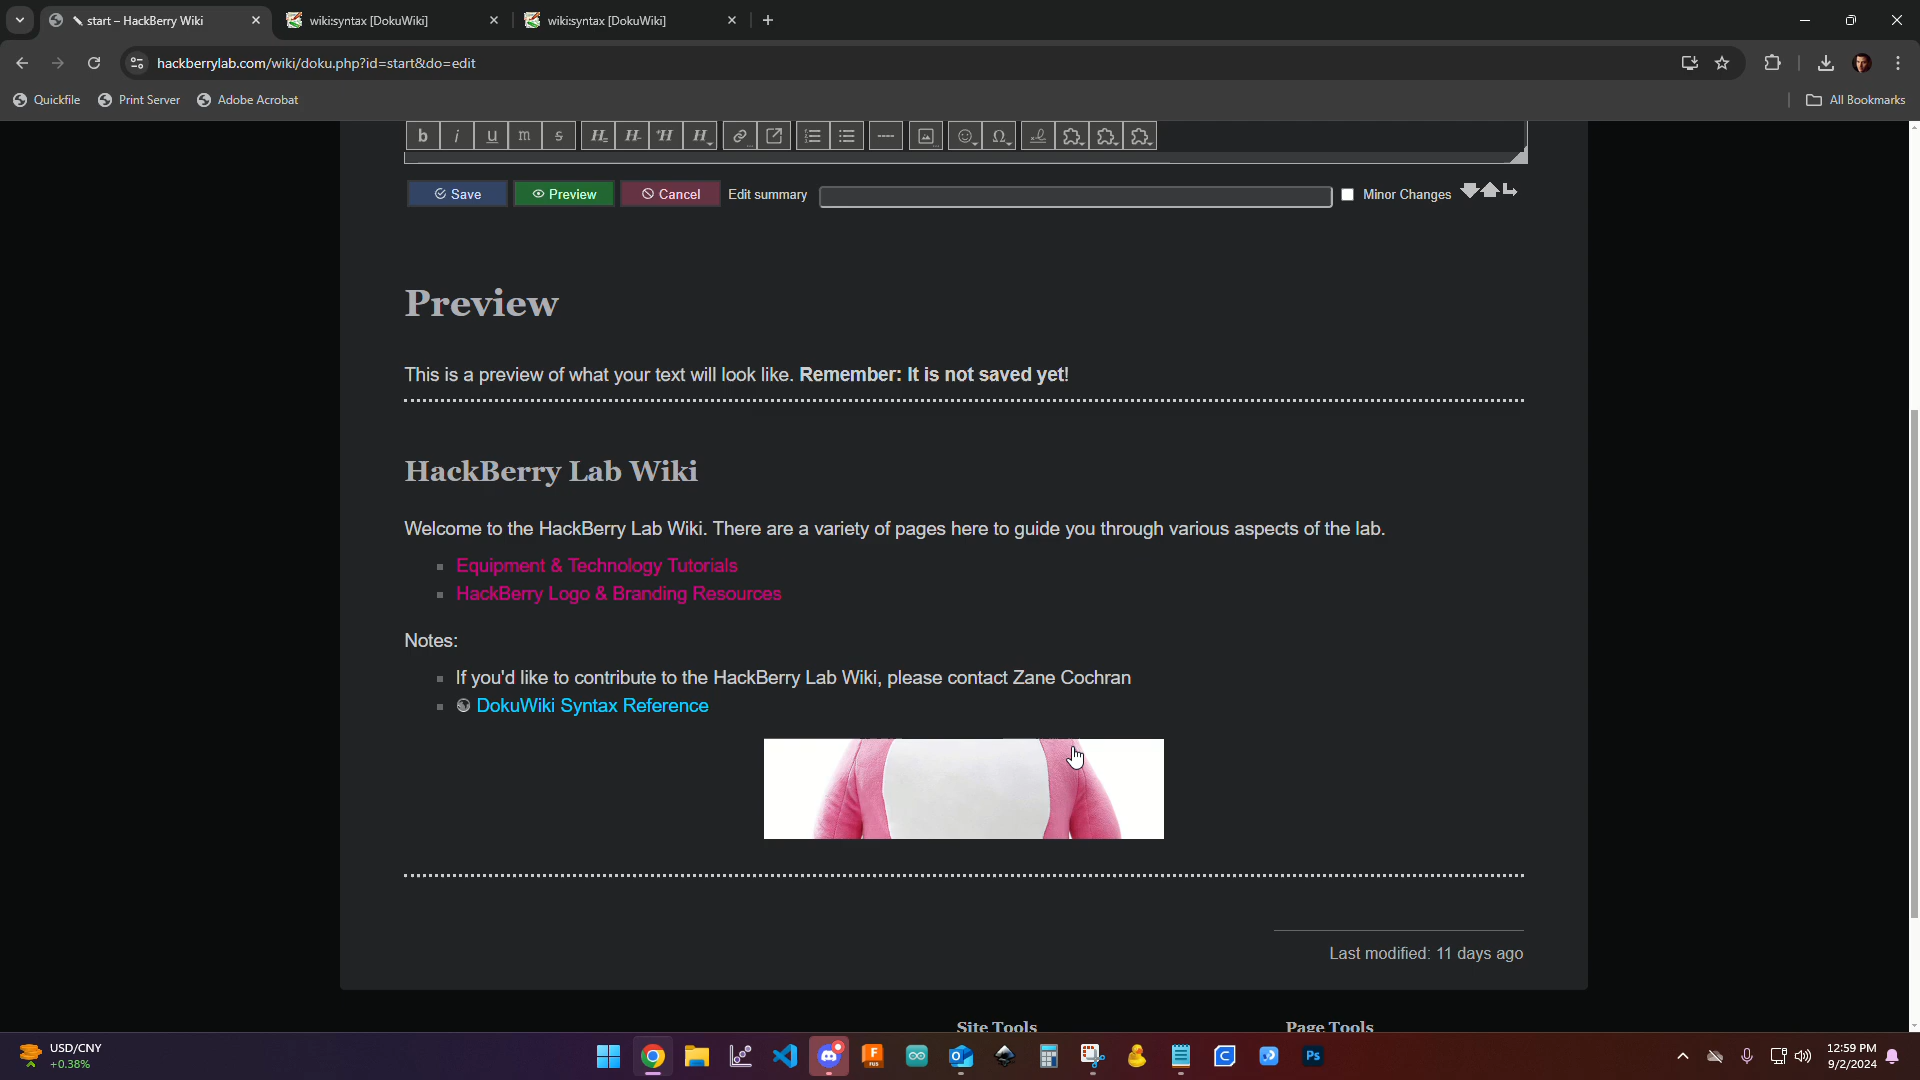 start – HackBerry Wiki
wiki:syntax [DokuWiki]
wiki:syntax [DokuWiki]
hackberrylab.com/wiki/doku.php?id=start&do=edit
Quickfile
Print Server
Adobe Acrobat
All Bookmarks
b i u m s H H H H
Save
Preview
Cancel
Edit summary
Minor Changes
Preview
This is a preview of what your text will look like. Remember: It is not saved yet!
HackBerry Lab Wiki
Welcome to the HackBerry Lab Wiki. There are a variety of pages here to guide you through various aspects of the lab.
Equipment & Technology Tutorials
HackBerry Logo & Branding Resources
Notes:
If you'd like to contribute to the HackBerry Lab Wiki, please contact Zane Cochran
DokuWiki Syntax Reference
Last modified: 11 days ago
Site Tools
Page Tools
USD/CNY
+0.38%
Ps
12:59 PM
9/2/2024